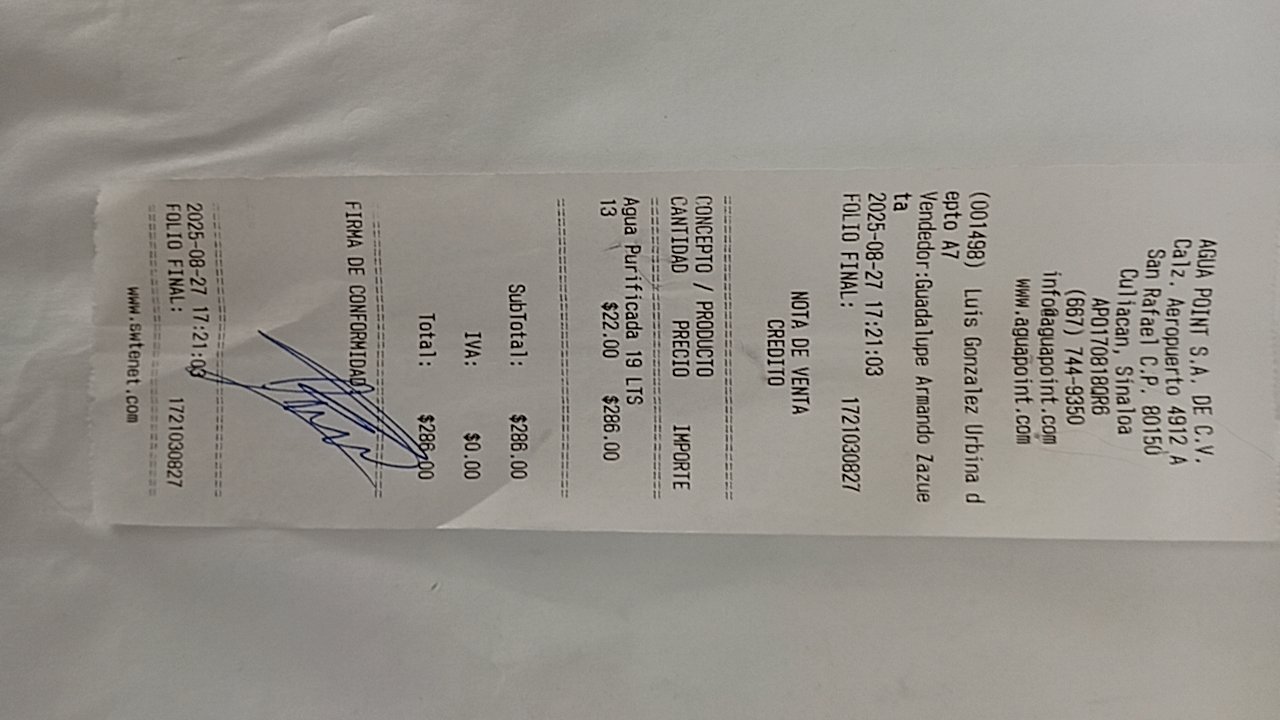 AGUA POINT S.A. DE C.V.
Calz. Aeropuerto 4912 A
San Rafael C.P. 80150
Culiacan, Sinaloa
APO170818QR6
(667) 744-9350
info@aguapoint.com
www.aguapoint.com
(001498) Luis Gonzalez Urbina d
epto A7
Vendedor:Guadalupe Armando Zazue
ta
2025-08-27 17:21:03
FOLIO FINAL: 1721030827
NOTA DE VENTA
CREDITO
================================
CONCEPTO / PRODUCTO
CANTIDAD PRECIO IMPORTE
================================
Agua Purificada 19 LTS
13 $22.00 $286.00
================================
SubTotal: $286.00
IVA: $0.00
Total: $286.00
================================
FIRMA DE CONFORMIDAD
================================
2025-08-27 17:21:03
FOLIO FINAL: 1721030827
================================
www.swtenet.com